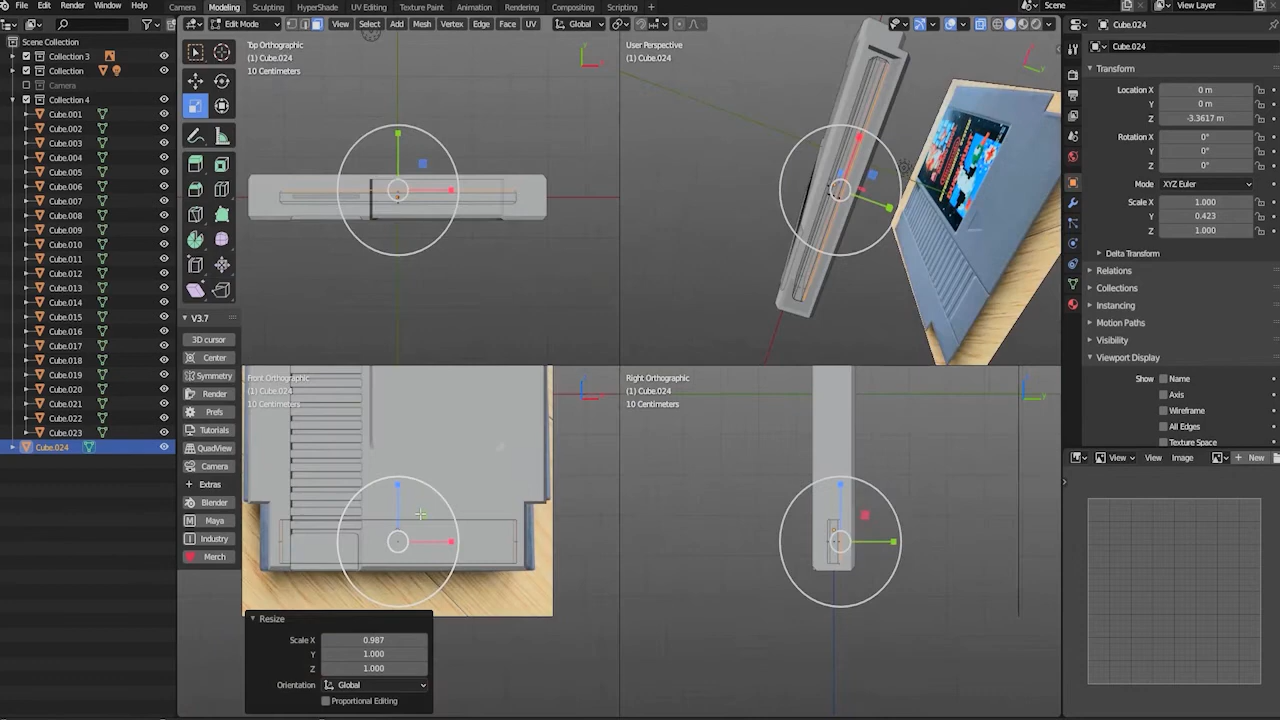 File Edit Render Window Help
Modeling Sculpting HyperShade UV Editing Texture Paint Animation Rendering Compositing Scripting +
Camera
Scene
View Layer
Edit Mode
View Select Add Mesh Vertex Edge Face UV
Global
Scene Collection
Collection 3
Collection
Camera
Collection 4
Cube.001
Cube.002
Cube.003
Cube.004
Cube.005
Cube.006
Cube.007
Cube.008
Cube.009
Cube.010
Cube.011
Cube.012
Cube.013
Cube.014
Cube.015
Cube.016
Cube.017
Cube.018
Cube.019
Cube.020
Cube.021
Cube.022
Cube.023
Cube.024
V3.7
3D cursor
Center
Symmetry
Render
Prefs
Tutorials
QuadView
Camera
Extras
Blender
Maya
Industry
Merch
Top Orthographic
(1) Cube.024
10 Centimeters
User Perspective
(1) Cube.024
Front Orthographic
(1) Cube.024
10 Centimeters
Right Orthographic
(1) Cube.024
10 Centimeters
Resize
Scale X 0.987
Y 1.000
Z 1.000
Orientation Global
Proportional Editing
Cube.024
Cube.024
Transform
Location X 0 m
Y 0 m
Z -3.3617 m
Rotation X 0°
Y 0°
Z 0°
Mode XYZ Euler
Scale X 1.000
Y 0.423
Z 1.000
Delta Transform
Relations
Collections
Instancing
Motion Paths
Visibility
Viewport Display
Show Name
Axis
Wireframe
All Edges
Texture Space
View View Image + New